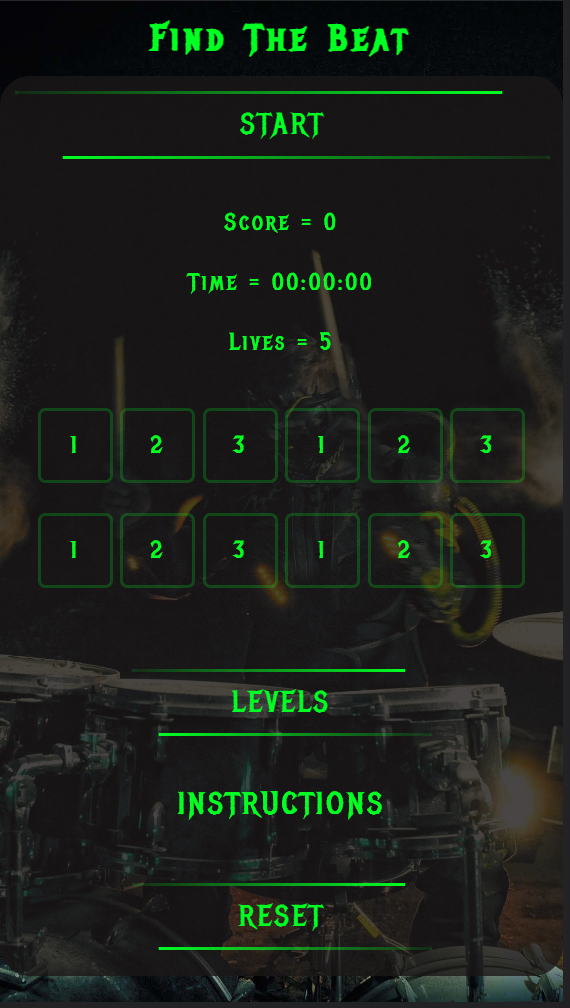 Find The Beat
START
Score = 0
Time = 00:00:00
Lives = 5
1 2 3 1 2 3
1 2 3 1 2 3
LEVELS
INSTRUCTIONS
RESET